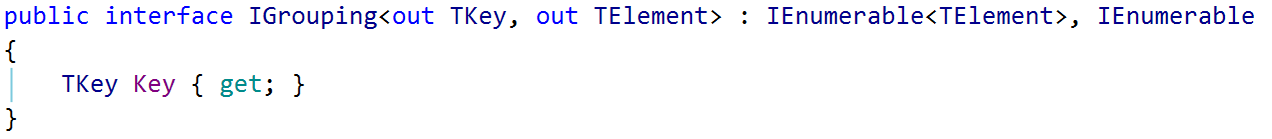 public interface IGrouping<out TKey, out TElement> : IEnumerable<TElement>, IEnumerable
{
    TKey Key { get; }
}